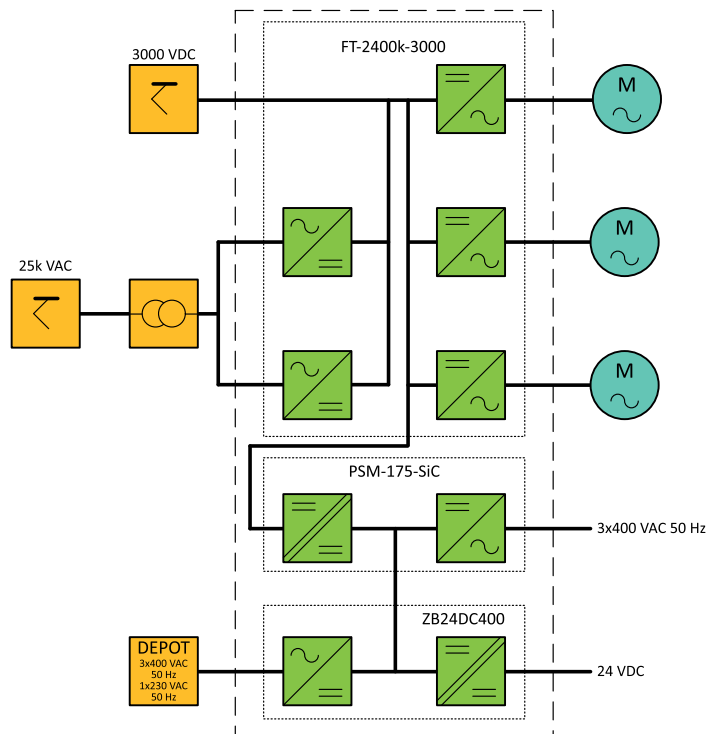 FT-2400k-3000
3000 VDC
M
M
25k VAC
M
PSM-175-SiC
3x400 VAC 50 Hz
ZB24DC400
DEPOT
3x400 VAC
50 Hz
1x230 VAC
50 Hz
24 VDC